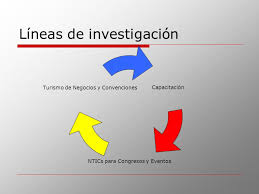 Líneas de investigación
Turismo de Negocios y Convenciones
Capacitación
NTICs para Congresos y Eventos